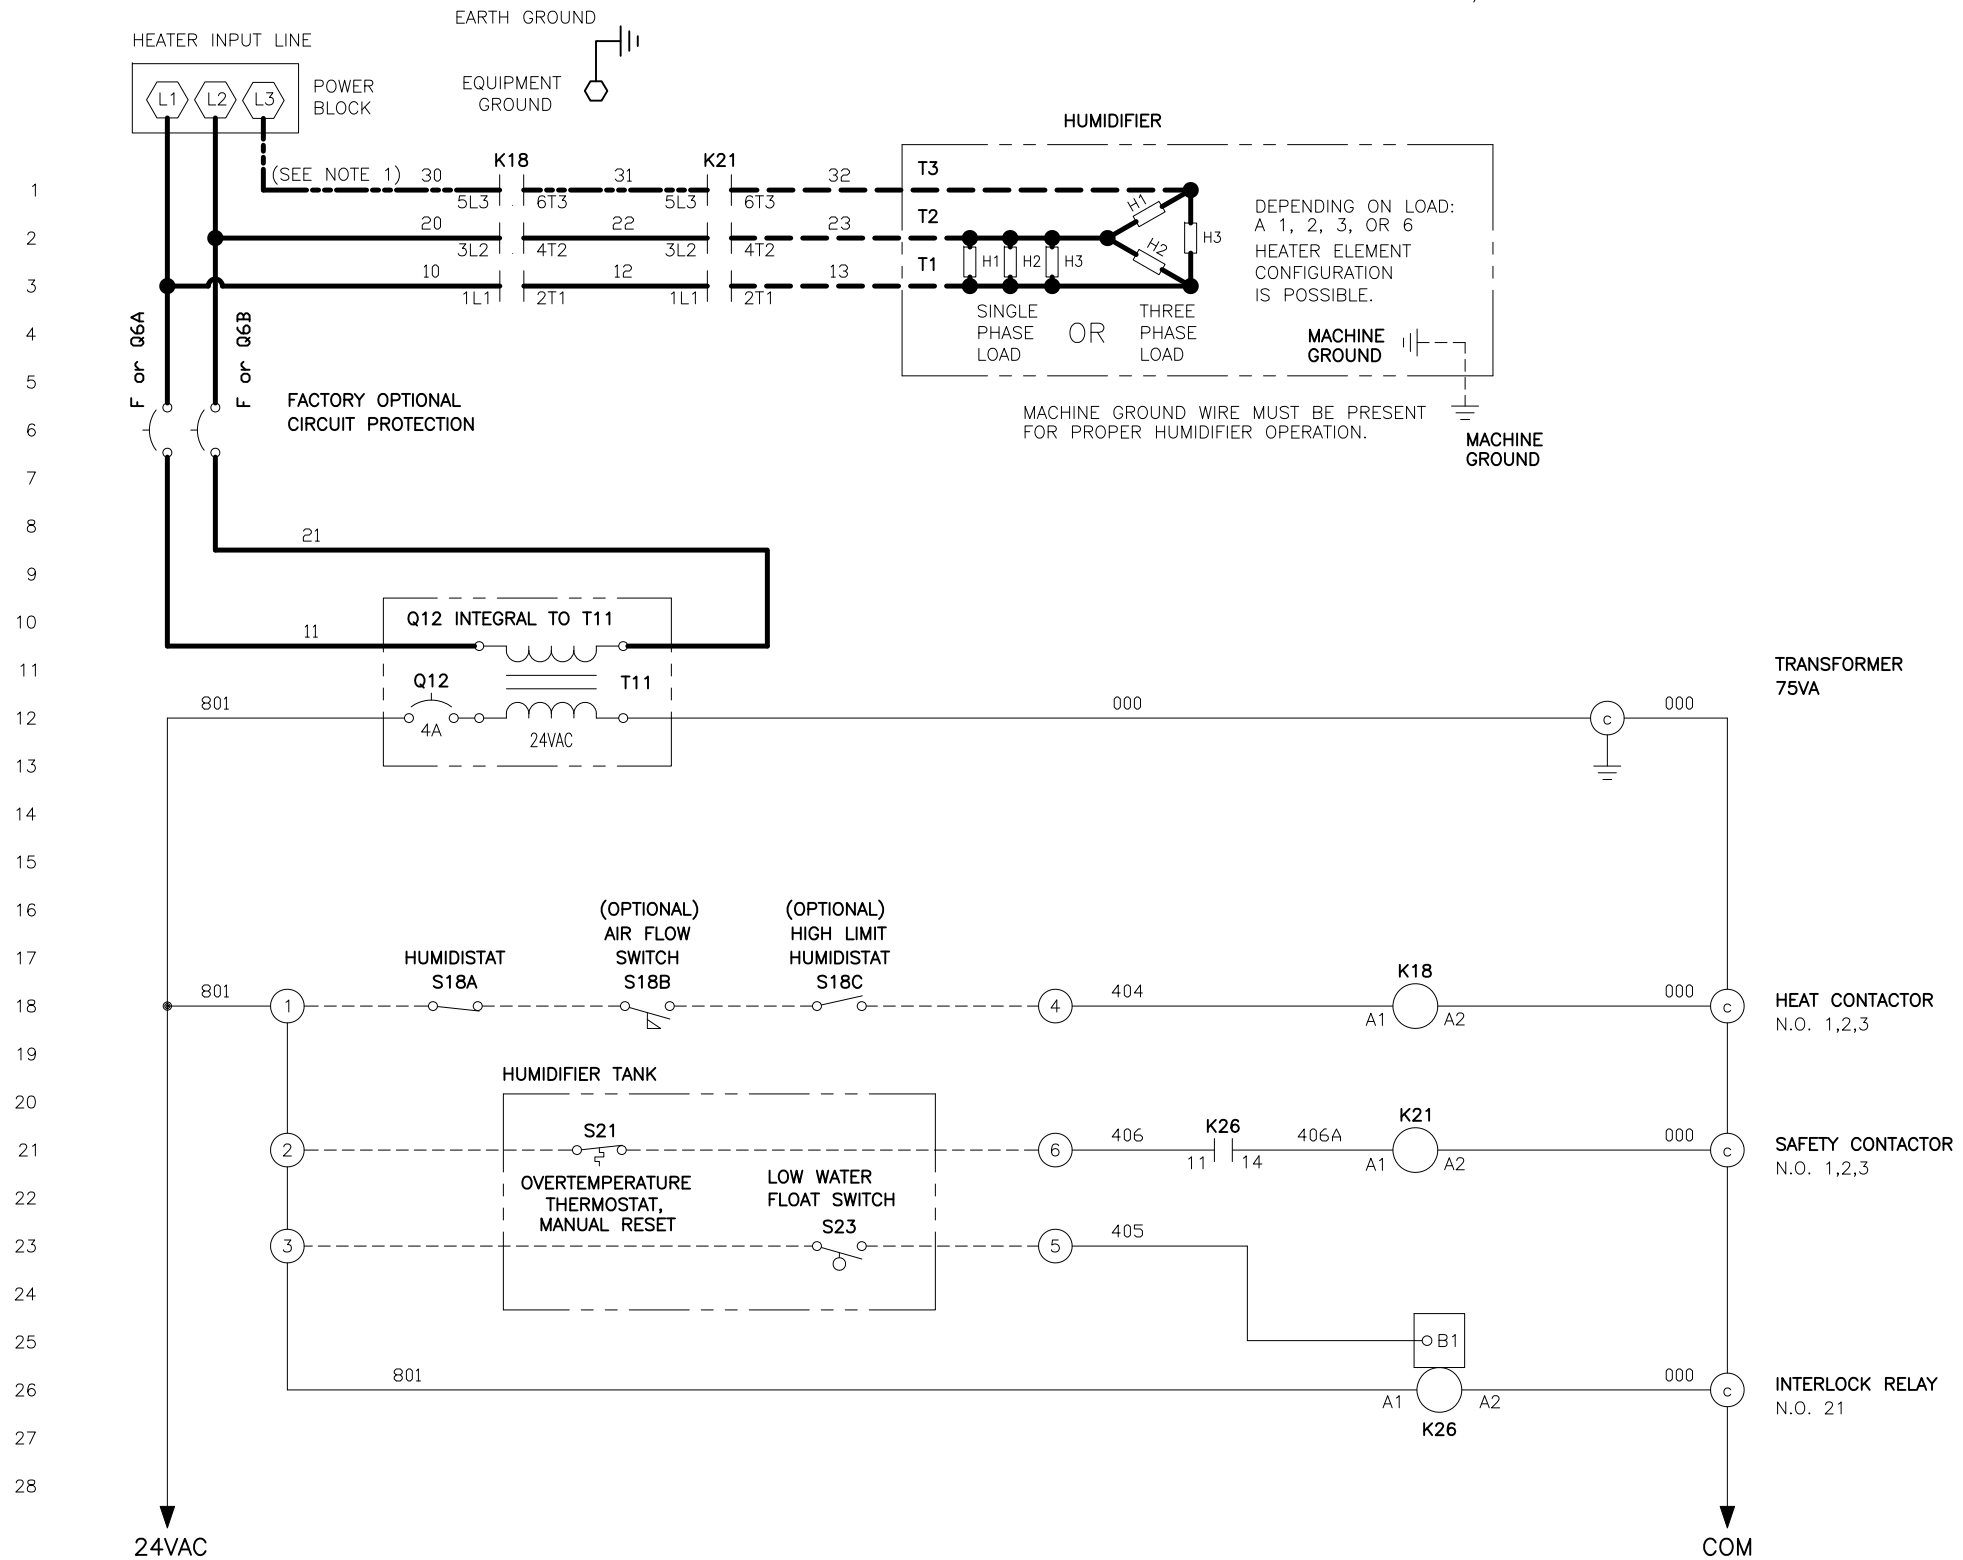 EARTH GROUND
HEATER INPUT LINE
L1 L2 L3
POWER
BLOCK
EQUIPMENT
GROUND
HUMIDIFIER
1
(SEE NOTE 1) 30 K18 31 K21 32 T3
5L3 6T3 5L3 6T3
2
20 22 23 T2
3L2 4T2 3L2 4T2
3
10 12 13 T1
1L1 2T1 1L1 2T1
H1 H2 H3
H1
H2
H3
DEPENDING ON LOAD:
A 1, 2, 3, OR 6
HEATER ELEMENT
CONFIGURATION
IS POSSIBLE.
4
F or Q6A
F or Q6B
SINGLE
PHASE
LOAD
OR
THREE
PHASE
LOAD
MACHINE
GROUND
5
FACTORY OPTIONAL
CIRCUIT PROTECTION
MACHINE GROUND WIRE MUST BE PRESENT
FOR PROPER HUMIDIFIER OPERATION.
MACHINE
GROUND
6
7
8
21
9
10
Q12 INTEGRAL TO T11
11
11
TRANSFORMER
75VA
Q12
T11
12
801
4A
24VAC
000
c
000
13
14
15
16
(OPTIONAL)
AIR FLOW
SWITCH
S18B
(OPTIONAL)
HIGH LIMIT
HUMIDISTAT
S18C
17
HUMIDISTAT
S18A
K18
18
801
1
4
404
A1 A2
000
c
HEAT CONTACTOR
N.O. 1,2,3
19
HUMIDIFIER TANK
20
21
2
S21
6
406
K26
11 14
406A
K21
A1 A2
000
c
SAFETY CONTACTOR
N.O. 1,2,3
22
OVERTEMPERATURE
THERMOSTAT,
MANUAL RESET
LOW WATER
FLOAT SWITCH
S23
23
3
5
405
24
25
B1
26
801
A1 A2
K26
000
c
INTERLOCK RELAY
N.O. 21
27
28
24VAC
COM